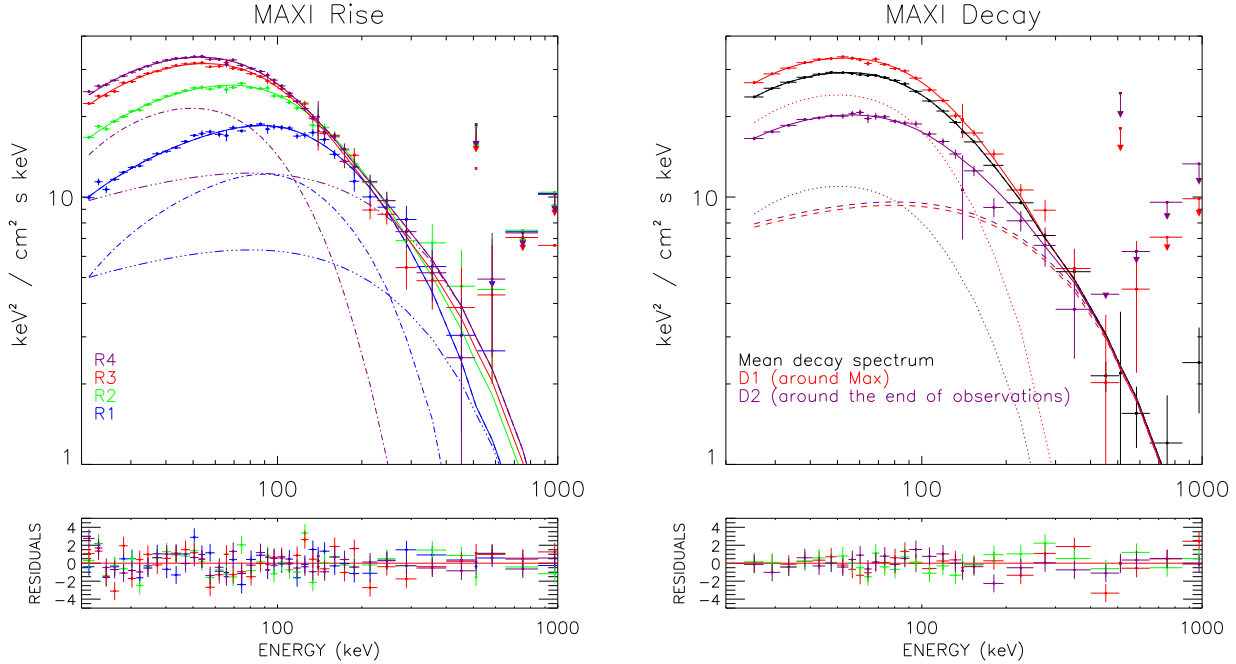 MAXI Rise
keV² / cm² s keV
10
1
R4
R3
R2
R1
100
1000
RESIDUALS
4
2
0
−2
−4
100
1000
ENERGY (keV)
MAXI Decay
keV² / cm² s keV
10
1
Mean decay spectrum
D1 (around Max)
D2 (around the end of observations)
100
1000
RESIDUALS
4
2
0
−2
−4
100
1000
ENERGY (keV)